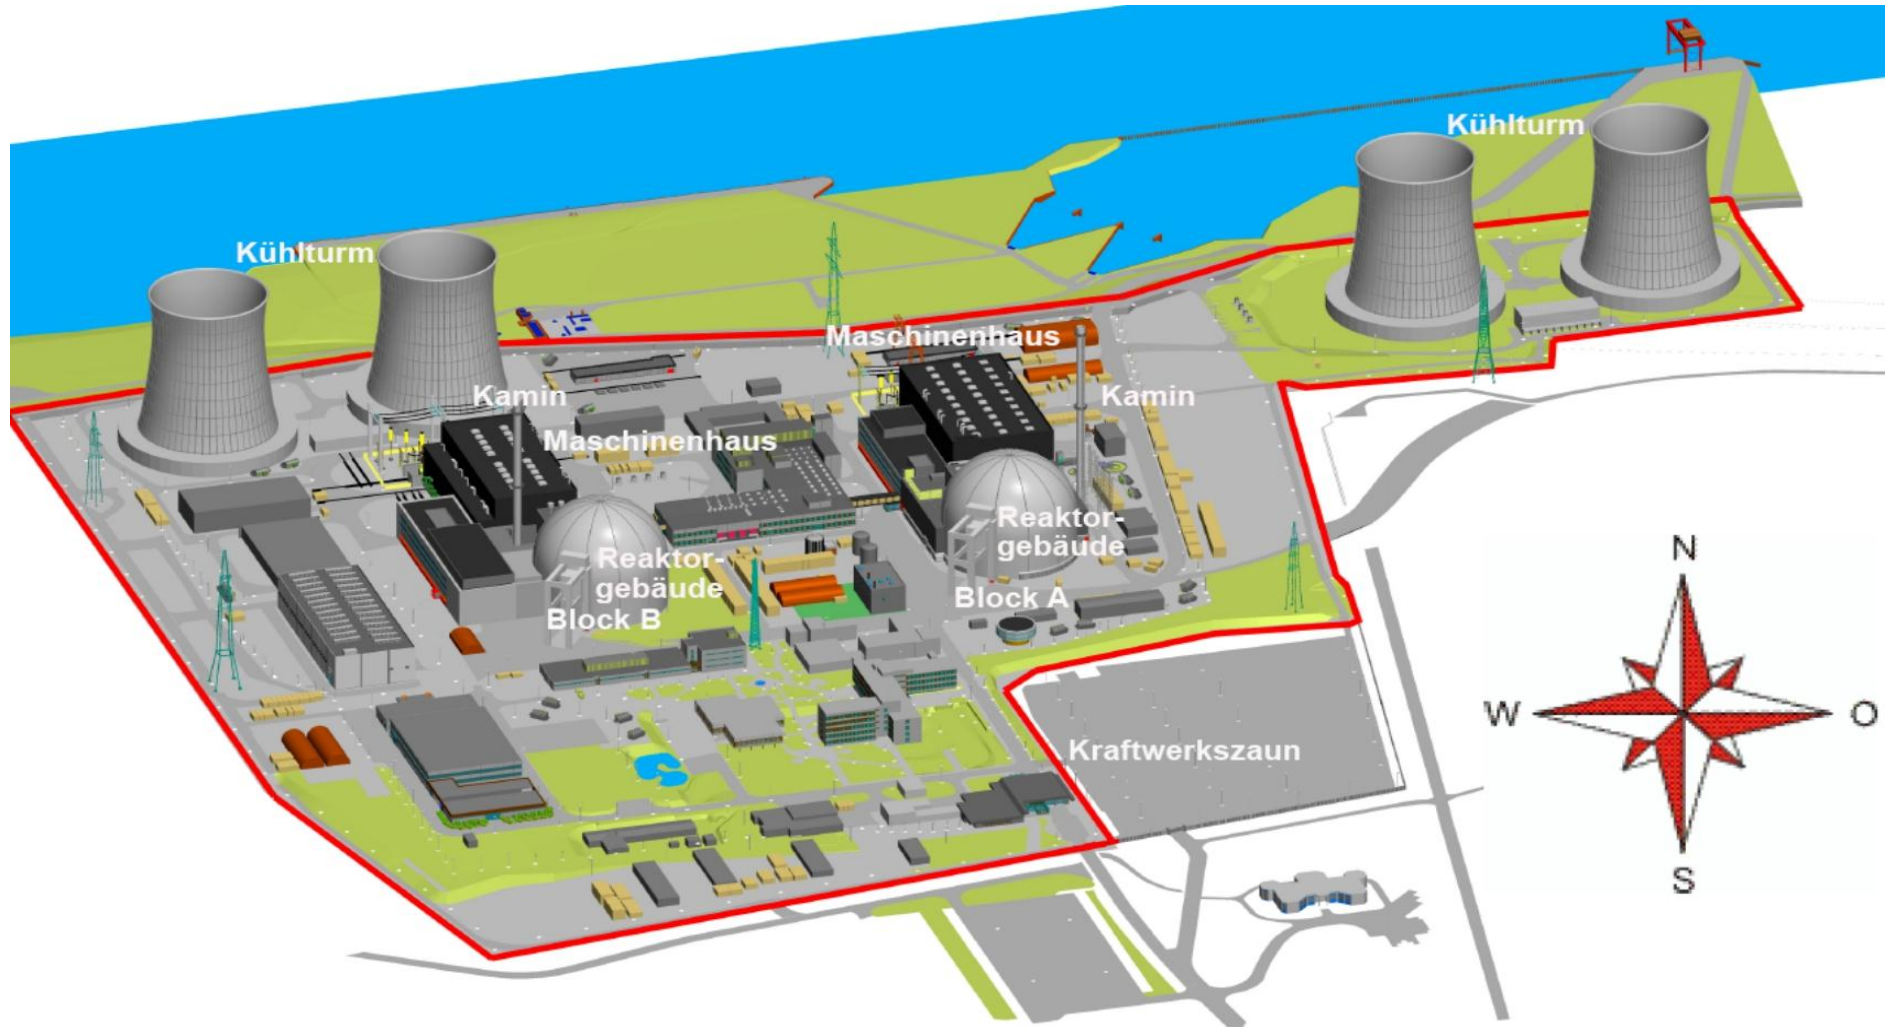 Kühlturm
Kühlturm
Maschinenhaus
Kamin
Kamin
Maschinenhaus
Reaktor-
gebäude
Block A
Reaktor-
gebäude
Block B
Kraftwerkszaun
N
W
O
S